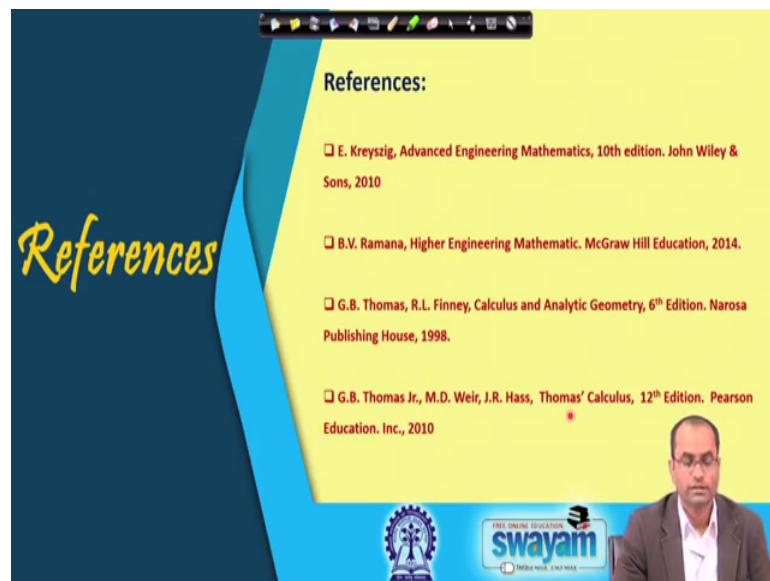 References:
❑ E. Kreyszig, Advanced Engineering Mathematics, 10th edition. John Wiley &
Sons, 2010
References
❑ B.V. Ramana, Higher Engineering Mathematic. McGraw Hill Education, 2014.
❑ G.B. Thomas, R.L. Finney, Calculus and Analytic Geometry, 6th Edition. Narosa
Publishing House, 1998.
❑ G.B. Thomas Jr., M.D. Weir, J.R. Hass, Thomas' Calculus, 12th Edition. Pearson
Education. Inc., 2010
FREE ONLINE EDUCATION
swayam